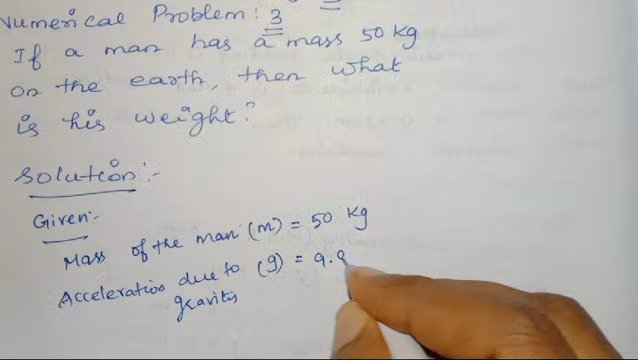 Numerical Problem: 3
If a man has a mass 50 kg
on the earth, then what
is his weight?
Solution:-
Given:-
Mass of the man (m) = 50 kg
Acceleration due to (g) = 9.8
gravity